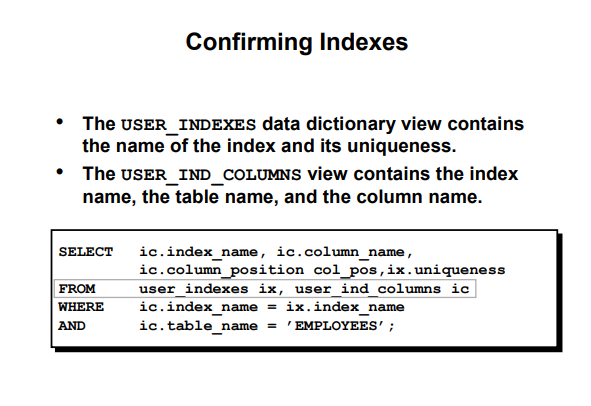 Confirming Indexes
• The USER_INDEXES data dictionary view contains
the name of the index and its uniqueness.
• The USER_IND_COLUMNS view contains the index
name, the table name, and the column name.
SELECT ic.index_name, ic.column_name,
ic.column_position col_pos,ix.uniqueness
FROM user_indexes ix, user_ind_columns ic
WHERE ic.index_name = ix.index_name
AND ic.table_name = ’EMPLOYEES’;